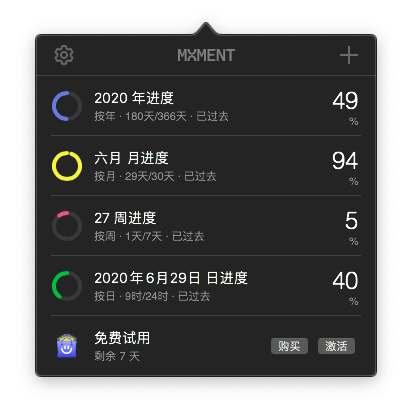 MXMENT
2020 年进度
49
按年 · 180天/366天 · 已过去
%
六月 月进度
94
按月 · 29天/30天 · 已过去
%
27 周进度
5
按周 · 1天/7天 · 已过去
%
2020年6月29日 日进度
40
按日 · 9时/24时 · 已过去
%
免费试用
购买 激活
剩余 7 天